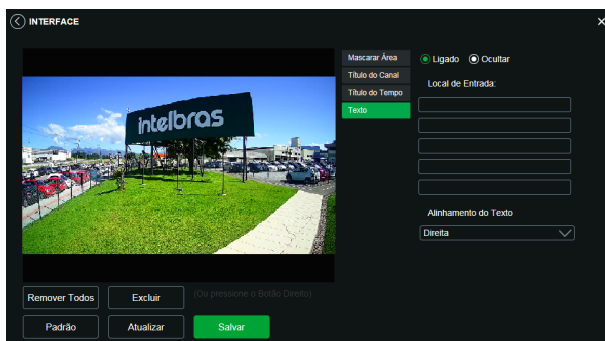 INTERFACE
Mascarar Área
Título do Canal
Título do Tempo
Texto
Ligado
Ocultar
Local de Entrada:
Alinhamento do Texto
Direita
intelbras
Remover Todos
Excluir
(Ou pressione o Botão Direito)
Padrão
Atualizar
Salvar